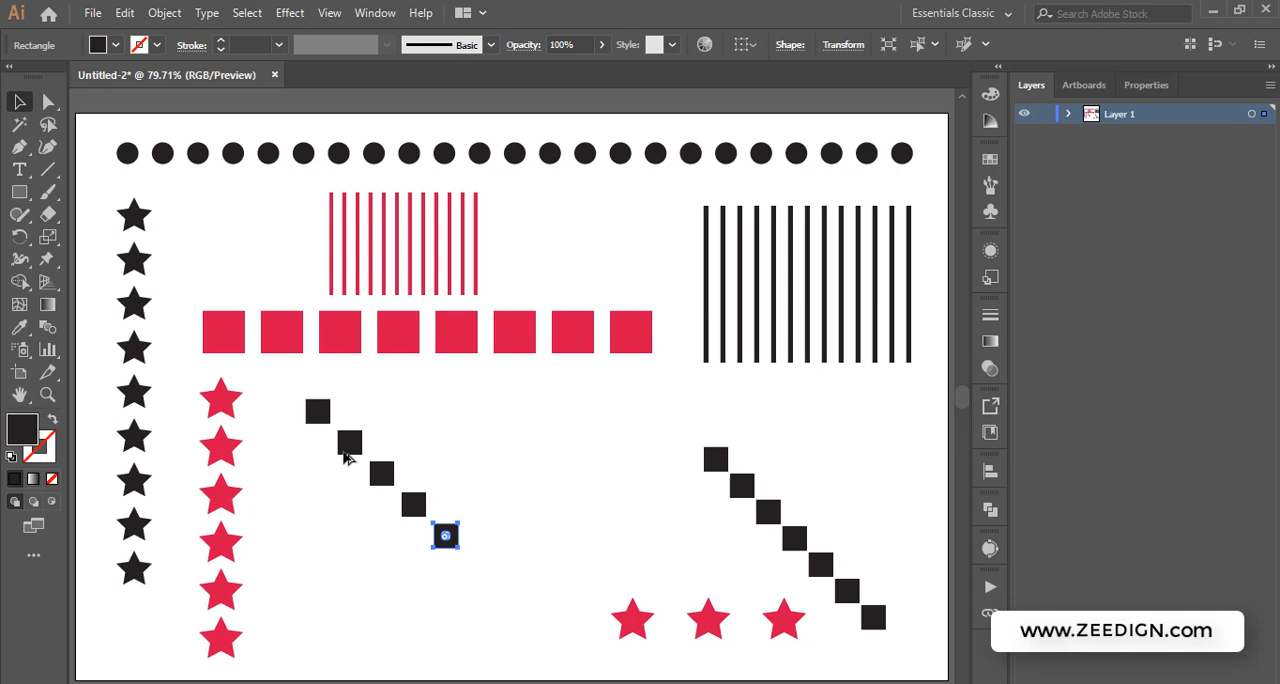 Ai File Edit Object Type Select Effect View Window Help Essentials Classic Search Adobe Stock
Rectangle Stroke: Basic Opacity: 100% Style: Shape: Transform
Untitled-2* @ 79.71% (RGB/Preview) × Layers Artboards Properties
Layer 1
www.ZEEDIGN.com